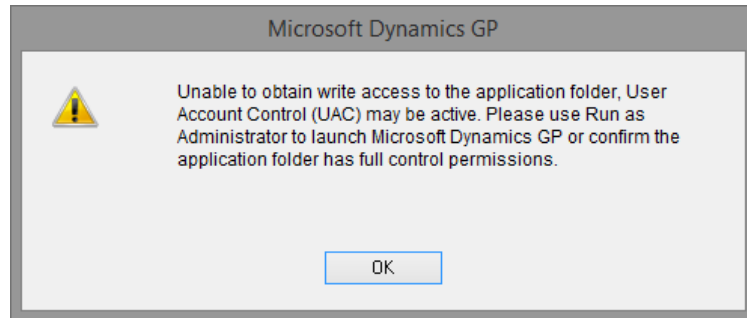 Microsoft Dynamics GP
Unable to obtain write access to the application folder, User
Account Control (UAC) may be active. Please use Run as
Administrator to launch Microsoft Dynamics GP or confirm the
application folder has full control permissions.
OK